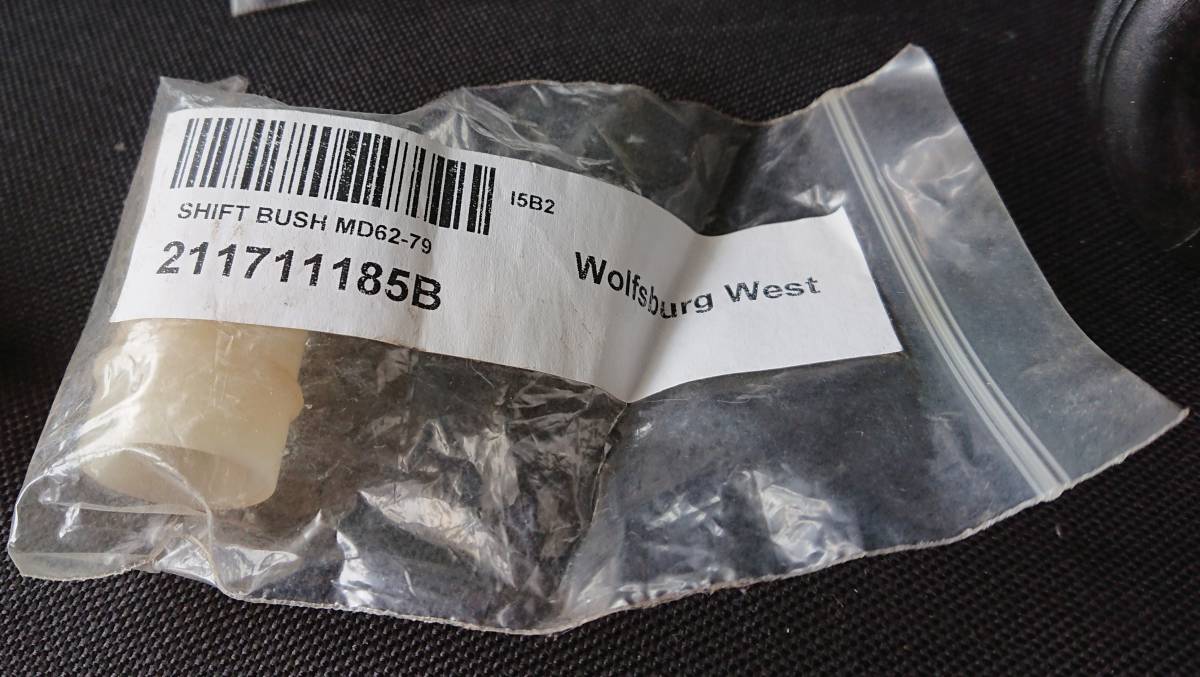 I5B2
SHIFT BUSH MD62-79
211711185B
Wolfsburg West